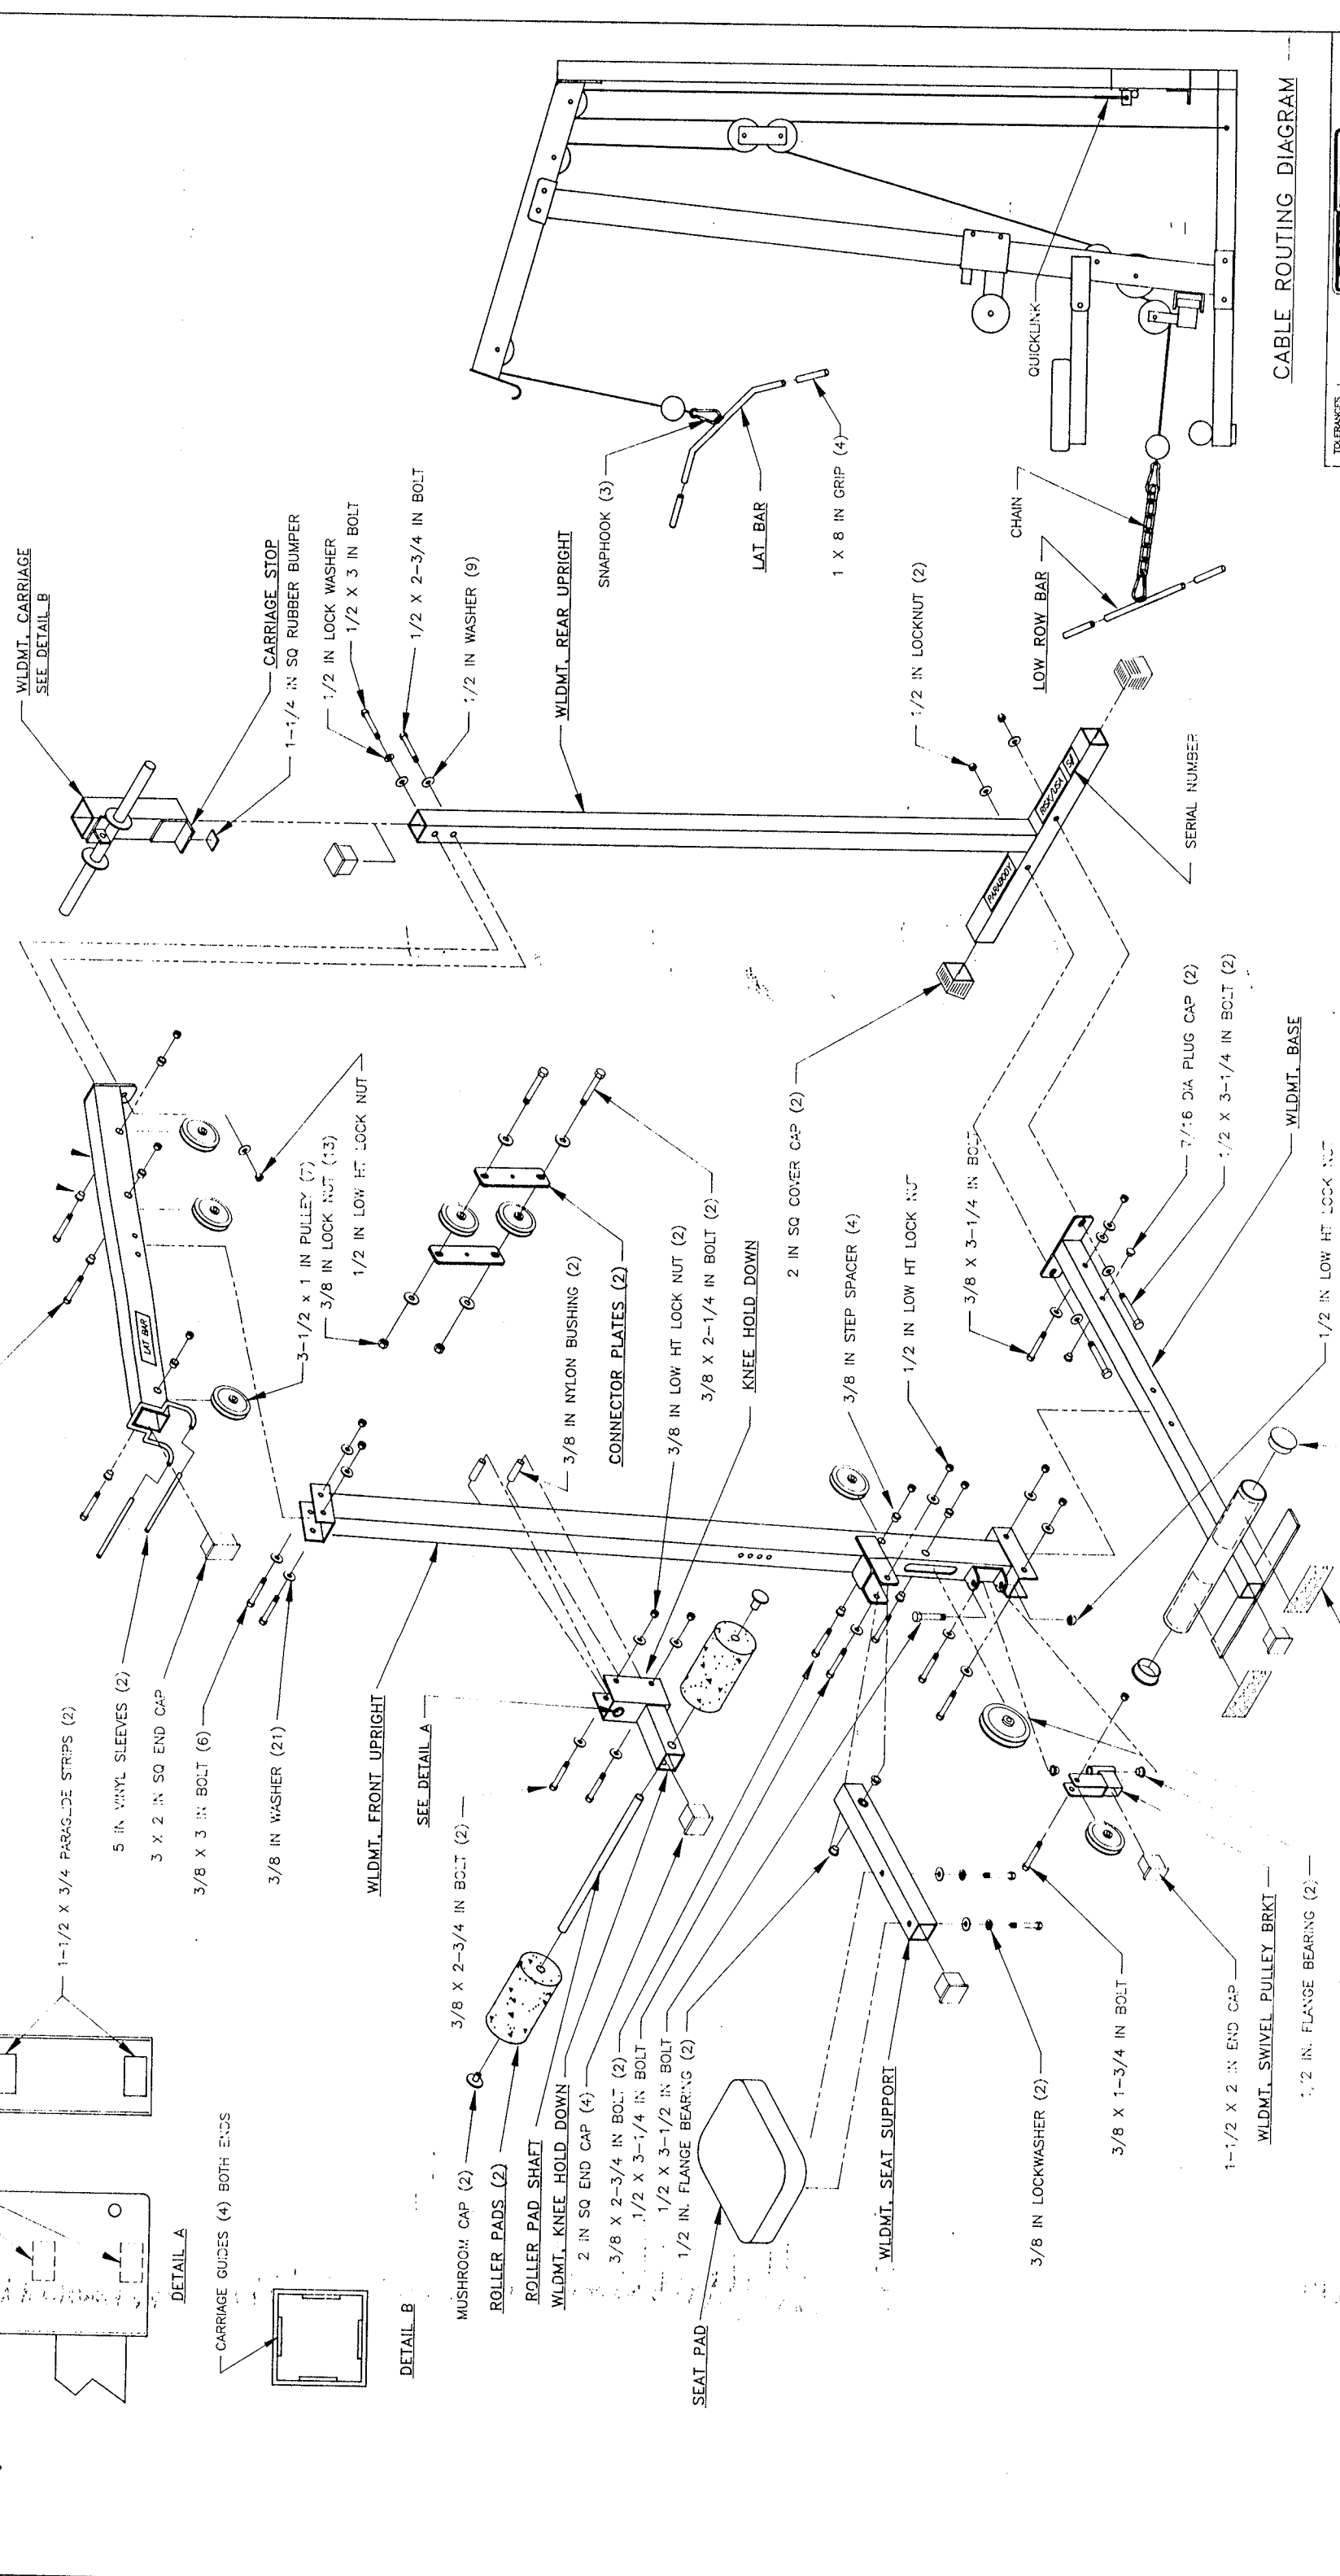 WLDMT, CARRIAGE
SEE DETAIL B
CARRIAGE STOP
1-1/4 IN SQ RUBBER BUMPER
1/2 IN LOCK WASHER
1/2 X 3 IN BOLT
1/2 X 2-3/4 IN BOLT
1/2 IN WASHER (9)
WLDMT, REAR UPRIGHT
SNAPHOOK (3)
LAT BAR
1 X 8 IN GRIP (4)
QUICKLINK
CABLE ROUTING DIAGRAM
TOLERANCES
1/2 IN LOCKNUT (2)
LOW ROW BAR
CHAIN
PARABODY
RISK/USA
S#
SERIAL NUMBER
LAT BAR
3-1/2 x 1 IN PULLEY (7)
3/8 IN LOCK NUT (13)
1/2 IN LOW HT LOCK NUT
3/8 IN NYLON BUSHING (2)
CONNECTOR PLATES (2)
3/8 IN LOW HT LOCK NUT (2)
3/8 X 2-1/4 IN BOLT (2)
KNEE HOLD DOWN
2 IN SQ COVER CAP (2)
3/8 IN STEP SPACER (4)
1/2 IN LOW HT LOCK NUT
3/8 X 3-1/4 IN BOLT
7/16 DIA PLUG CAP (2)
1/2 X 3-1/4 IN BOLT (2)
WLDMT, BASE
1/2 IN LOW HT LOCK NUT
1-1/2 X 3/4 PARAGLIDE STRIPS (2)
5 IN VINYL SLEEVES (2)
3 X 2 IN SQ END CAP
3/8 X 3 IN BOLT (6)
3/8 IN WASHER (21)
WLDMT, FRONT UPRIGHT
SEE DETAIL A
3/8 X 2-3/4 IN BOLT (2)
DETAIL A
CARRIAGE GUIDES (4) BOTH ENDS
DETAIL B
MUSHROOM CAP (2)
ROLLER PADS (2)
ROLLER PAD SHAFT
WLDMT, KNEE HOLD DOWN
2 IN SQ END CAP (4)
3/8 X 2-3/4 IN BOLT (2)
1/2 X 3-1/4 IN BOLT
1/2 X 3-1/2 IN BOLT
1/2 IN. FLANGE BEARING (2)
SEAT PAD
WLDMT, SEAT SUPPORT
3/8 IN LOCKWASHER (2)
3/8 X 1-3/4 IN BOLT
1-1/2 X 2 IN END CAP
WLDMT, SWIVEL PULLEY BRKT
1/2 IN. FLANGE BEARING (2)